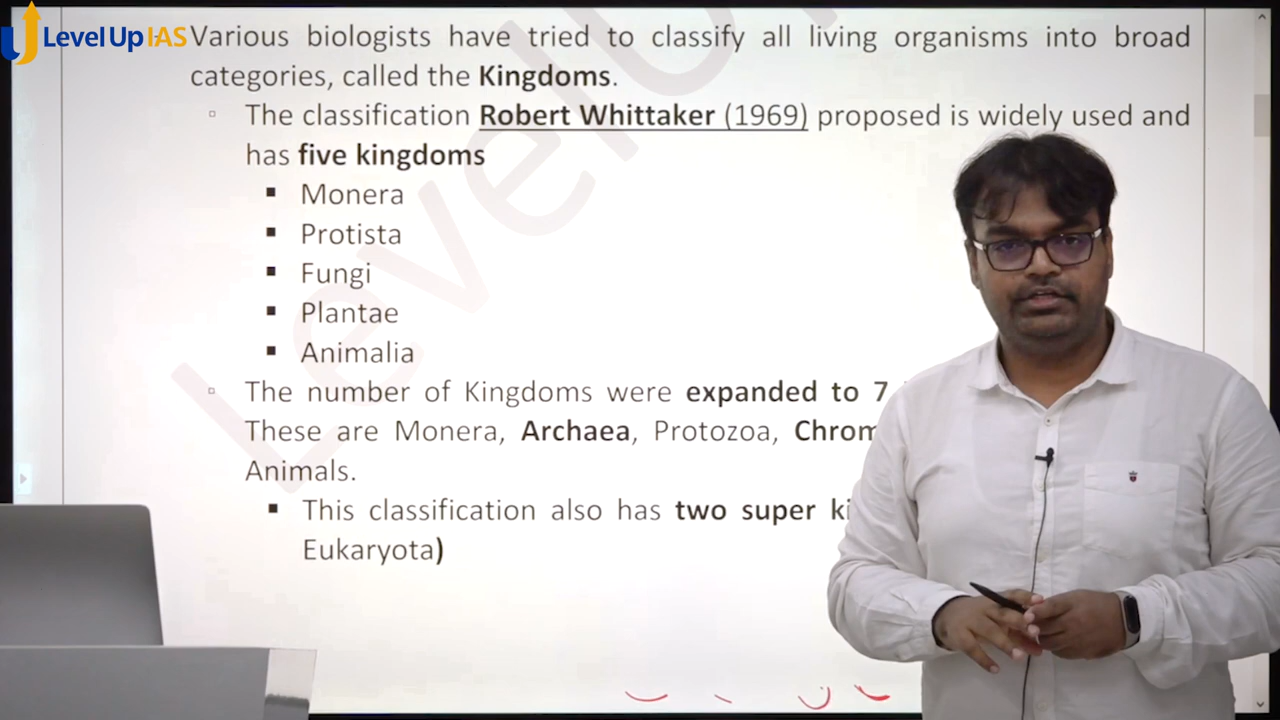 Level Up IAS
Various biologists have tried to classify all living organisms into broad
categories, called the Kingdoms.
The classification Robert Whittaker (1969) proposed is widely used and
has five kingdoms
Monera
Protista
Fungi
Plantae
Animalia
The number of Kingdoms were expanded to 7
These are Monera, Archaea, Protozoa,
Animals.
This classification also has two super
Eukaryota)